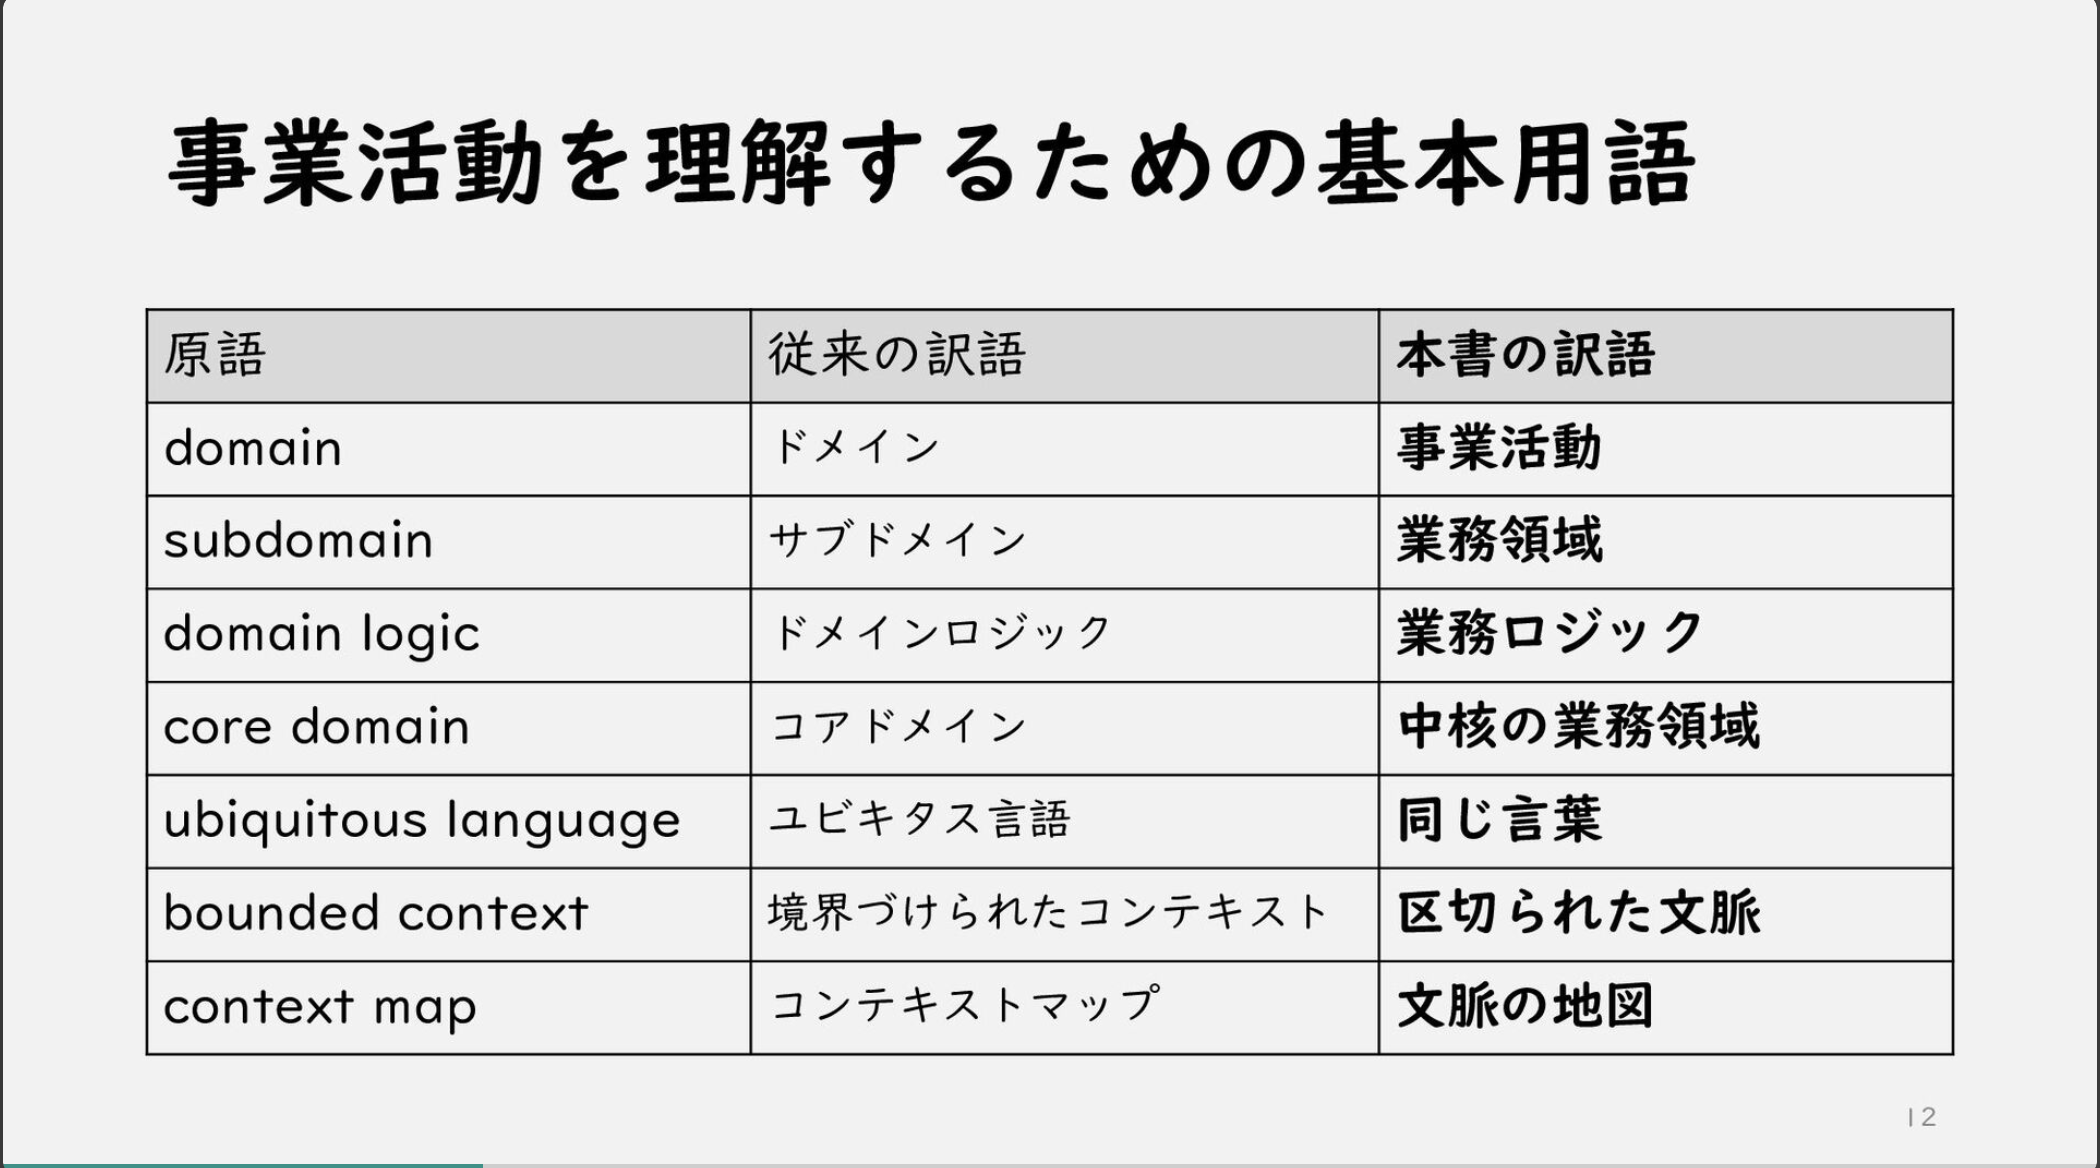 事業活動を理解するための基本用語
原語 従来の訳語 本書の訳語
domain ドメイン 事業活動
subdomain サブドメイン 業務領域
domain logic ドメインロジック 業務ロジック
core domain コアドメイン 中核の業務領域
ubiquitous language ユビキタス言語 同じ言葉
bounded context 境界づけられたコンテキスト 区切られた文脈
context map コンテキストマップ 文脈の地図
12